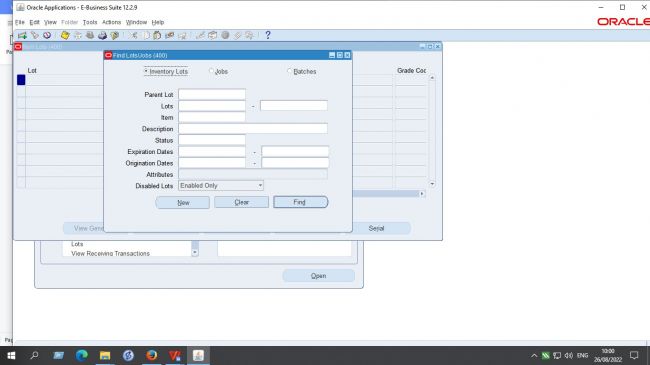 Oracle Applications - E-Business Suite 12.2.9
File Edit View Folder Tools Actions Window Help
ORACLE
Lots (400)
Find Lots/Jobs (400)
Lot
Grade
Inventory Lots
Jobs
Batches
Parent Lot
Lots -
Item
Description
Status
Expiration Dates -
Origination Dates -
Attributes
Disabled Lots Enabled Only
New Clear Find
View Gene
Serial
Lots
View Receiving Transactions
Open
Pa
10:00
ENG
26/08/2022